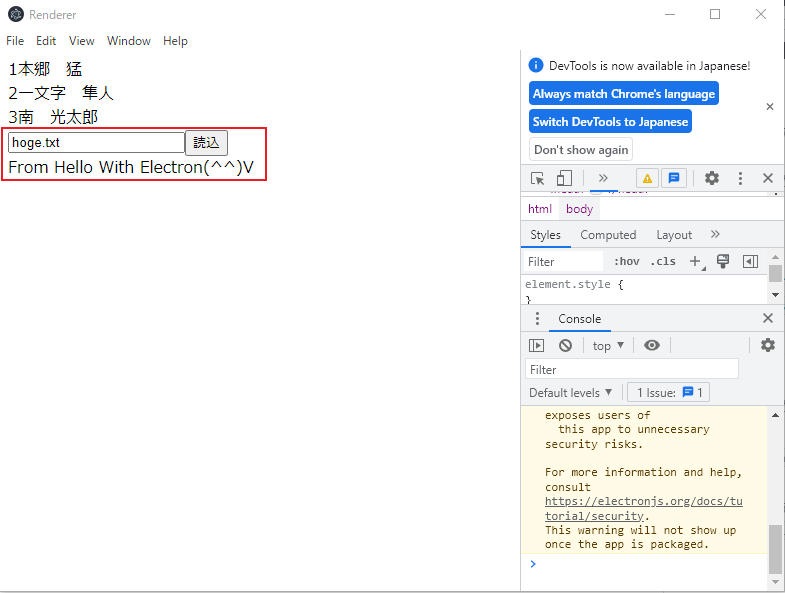 Renderer
File Edit View Window Help
1本郷　猛
2一文字　隼人
3南　光太郎
hoge.txt 読込
From Hello With Electron(^^)V
DevTools is now available in Japanese!
Always match Chrome's language
Switch DevTools to Japanese
Don't show again
html body
Styles Computed Layout
Filter :hov .cls
element.style {
}
Console
top
Filter
Default levels 1 Issue: 1
exposes users of
this app to unnecessary
security risks.
For more information and help,
consult
https://electronjs.org/docs/tu
torial/security.
This warning will not show up
once the app is packaged.